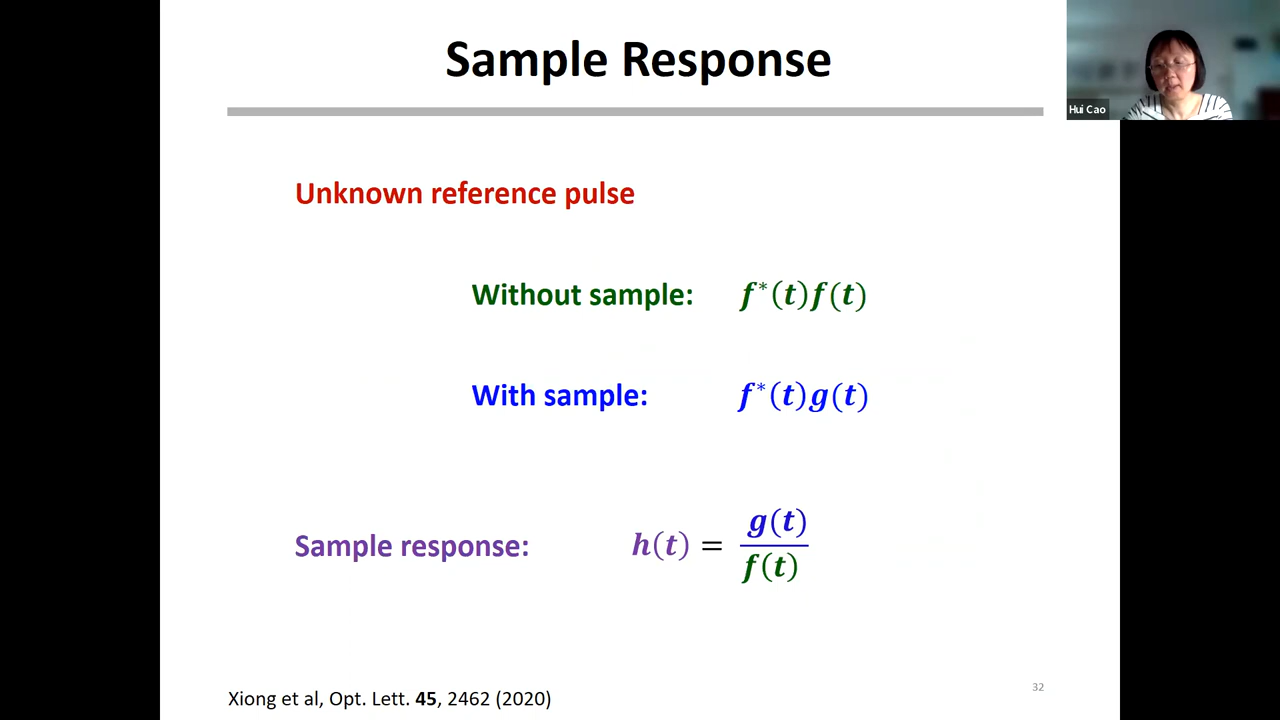 Sample Response
Hui Cao
Unknown reference pulse
Without sample: f*(t)f(t)
With sample: f*(t)g(t)
Sample response: h(t) = g(t)/f(t)
32
Xiong et al, Opt. Lett. 45, 2462 (2020)